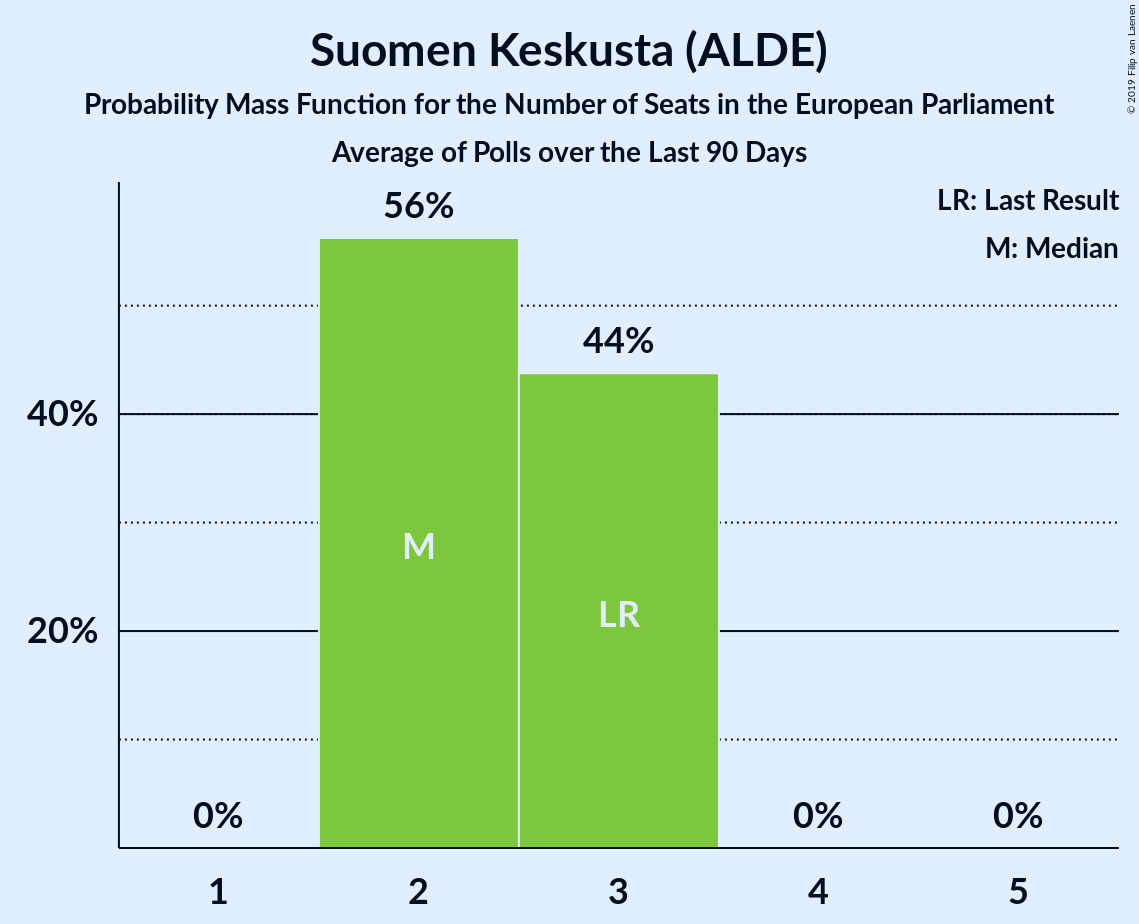 Suomen Keskusta (ALDE)
Probability Mass Function for the Number of Seats in the European Parliament
Average of Polls over the Last 90 Days
© 2019 Filip van Laenen
LR: Last Result
M: Median
56%
44%
40%
20%
M
LR
0%
0%
0%
1
2
3
4
5